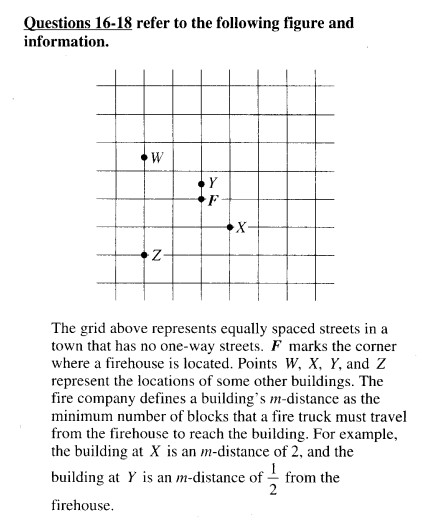 Questions 16-18 refer to the following figure and
information.
W
Y
F
X
Z
The grid above represents equally spaced streets in a
town that has no one-way streets. F marks the corner
where a firehouse is located. Points W, X, Y, and Z
represent the locations of some other buildings. The
fire company defines a building's m-distance as the
minimum number of blocks that a fire truck must travel
from the firehouse to reach the building. For example,
the building at X is an m-distance of 2, and the
building at Y is an m-distance of 1/2 from the
firehouse.